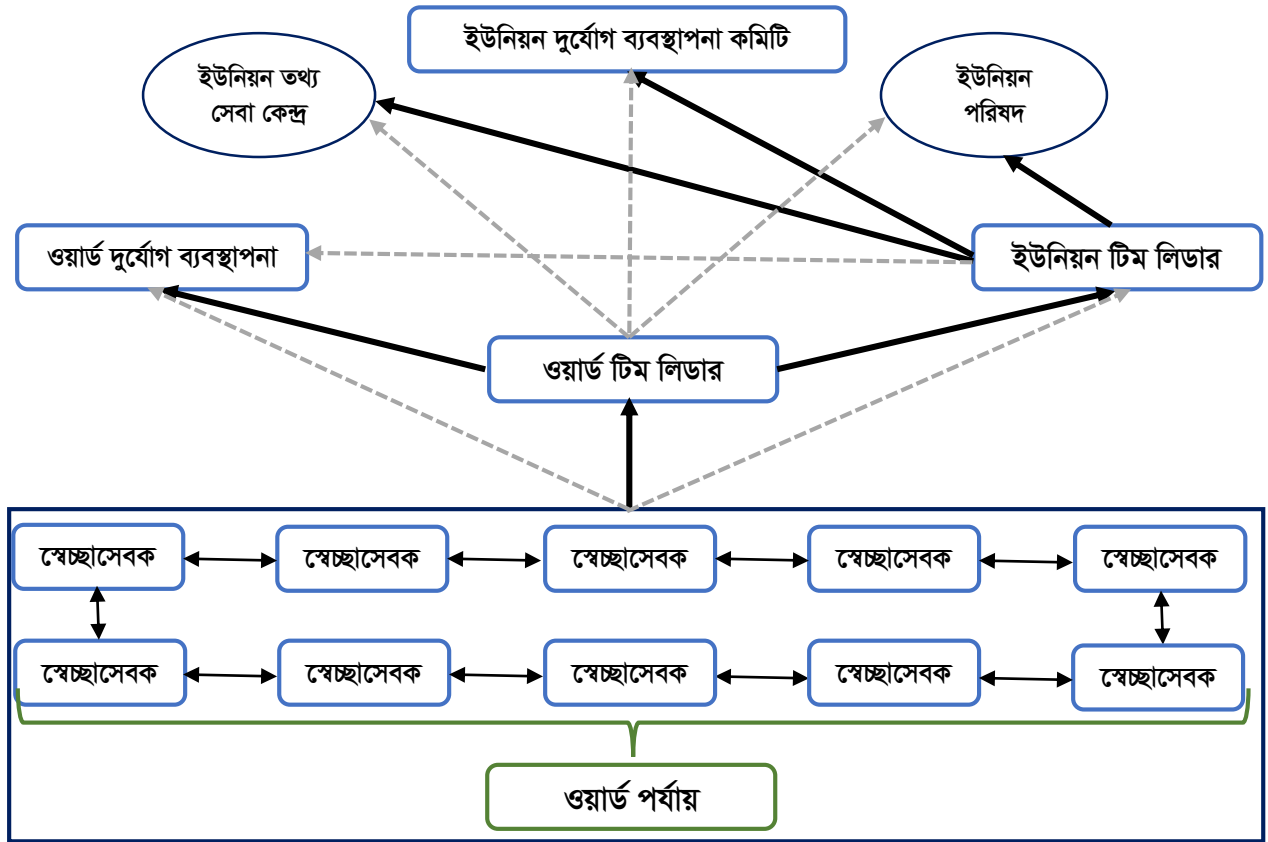 ইউনিয়ন দুর্যোগ ব্যবস্থাপনা কমিটি
ইউনিয়ন তথ্য
সেবা কেন্দ্র
ইউনিয়ন
পরিষদ
ওয়ার্ড দুর্যোগ ব্যবস্থাপনা
ইউনিয়ন টিম লিডার
ওয়ার্ড টিম লিডার
স্বেচ্ছাসেবক
স্বেচ্ছাসেবক
স্বেচ্ছাসেবক
স্বেচ্ছাসেবক
স্বেচ্ছাসেবক
স্বেচ্ছাসেবক
স্বেচ্ছাসেবক
স্বেচ্ছাসেবক
স্বেচ্ছাসেবক
স্বেচ্ছাসেবক
ওয়ার্ড পর্যায়